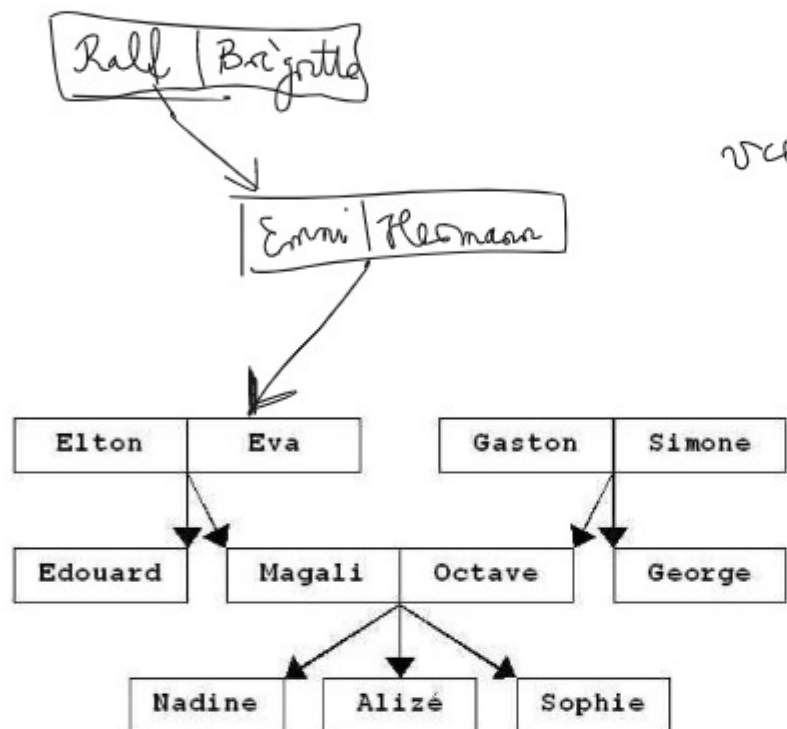 Ralf Brigitte
Emmi Hermann
Elton Eva Gaston Simone
Edouard Magali Octave George
Nadine Alizé Sophie